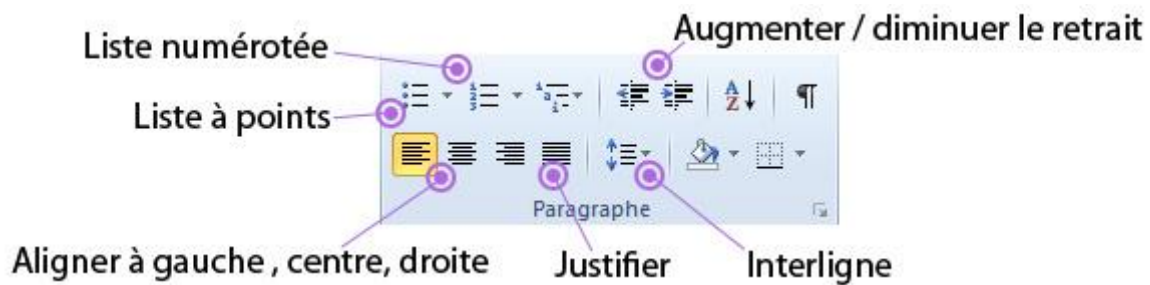 Augmenter / diminuer le retrait
Liste numérotée
Liste à points
Paragraphe
Aligner à gauche , centre, droite
Justifier
Interligne